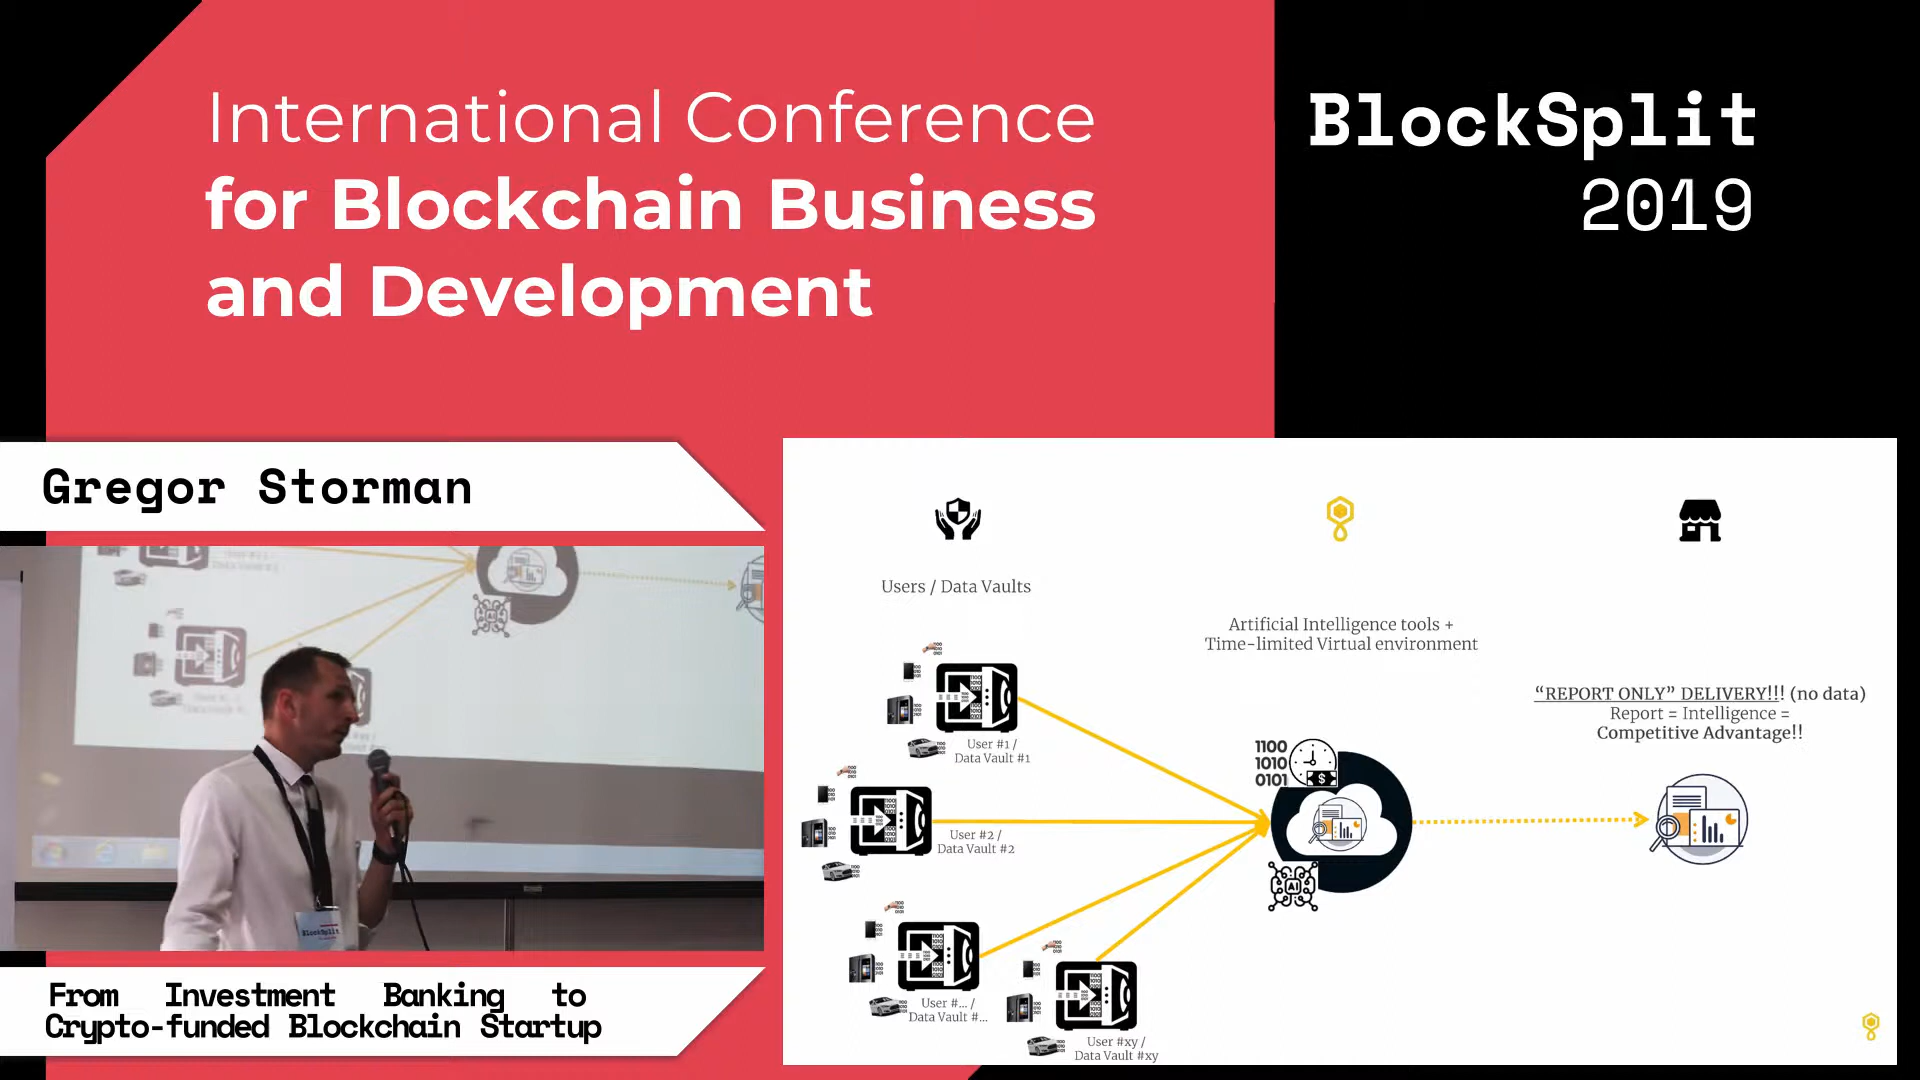 International Conference
for Blockchain Business
and Development
BlockSplit
2019
Gregor Storman
BlockSplit
From Investment Banking to
Crypto-funded Blockchain Startup
Users / Data Vaults
Artificial Intelligence tools +
Time-limited Virtual environment
“REPORT ONLY” DELIVERY!!! (no data)
Report = Intelligence =
Competitive Advantage!!
User #1 /
Data Vault #1
User #2 /
Data Vault #2
User #... /
Data Vault #...
User #xy /
Data Vault #xy
1100
1010
0101
$
AI